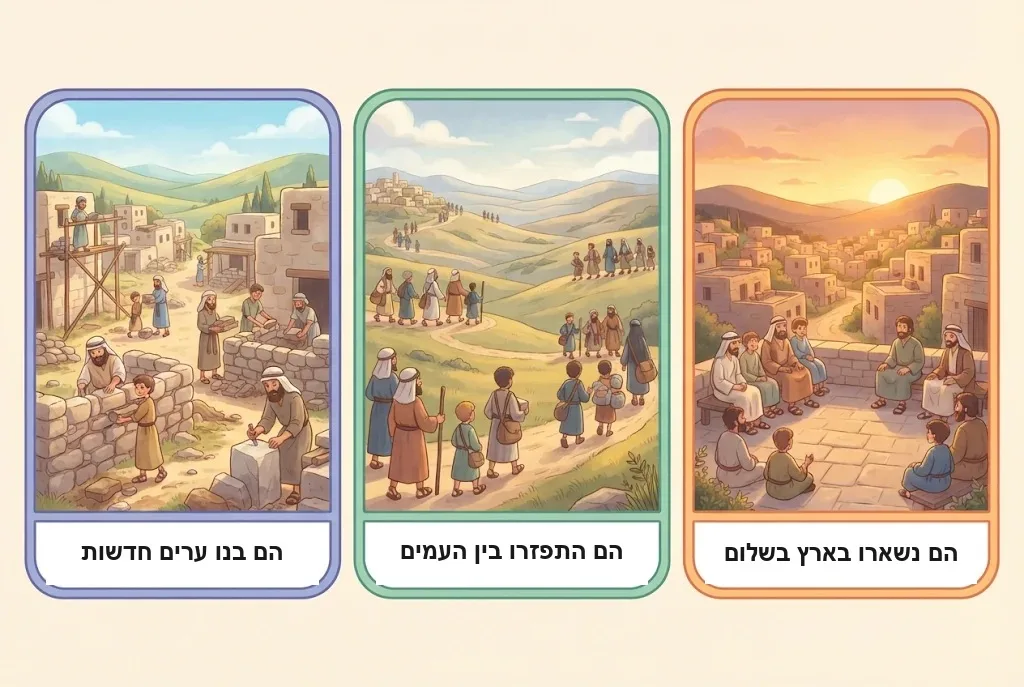 הם בנו ערים חדשות
הם התפזרו בין העמים
הם נשארו בארץ בשלום